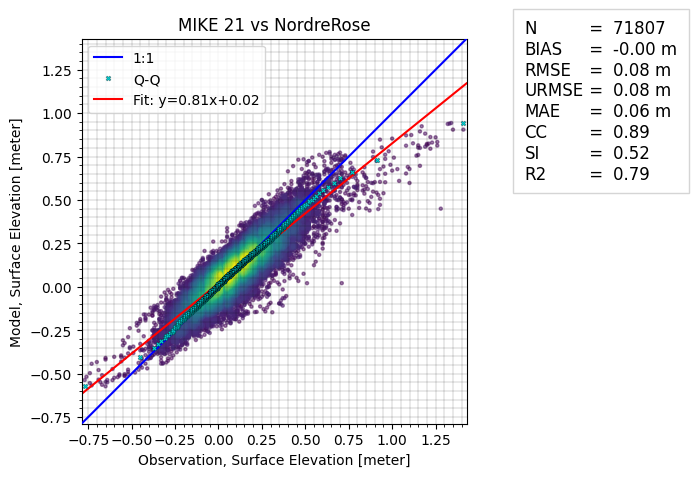 MIKE 21 vs NordreRose
1:1
Q-Q
Fit: y=0.81x+0.02
N = 71807
BIAS = -0.00 m
RMSE = 0.08 m
URMSE = 0.08 m
MAE = 0.06 m
CC = 0.89
SI = 0.52
R2 = 0.79
Model, Surface Elevation [meter]
1.25
1.00
0.75
0.50
0.25
0.00
−0.25
−0.50
−0.75
−0.75 −0.50 −0.25 0.00 0.25 0.50 0.75 1.00 1.25
Observation, Surface Elevation [meter]